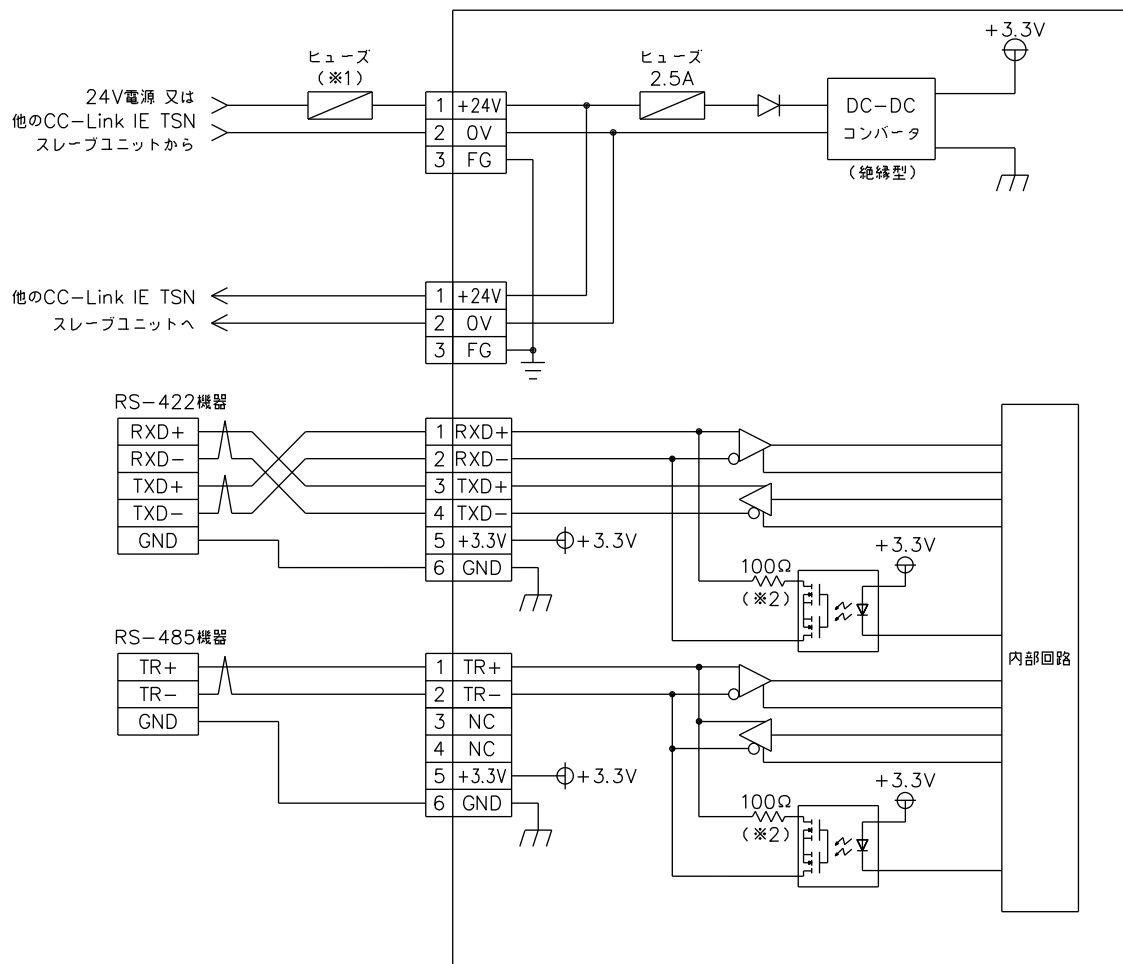 +3.3V
ヒューズ
(※1)
ヒューズ
2.5A
24V電源 又は
他のCC-Link IE TSN
スレーブユニットから
1 +24V
2 0V
3 FG
DC-DC
コンバータ
(絶縁型)
他のCC-Link IE TSN
スレーブユニットへ
1 +24V
2 0V
3 FG
RS-422機器
RXD+
RXD-
TXD+
TXD-
GND
1 RXD+
2 RXD-
3 TXD+
4 TXD-
5 +3.3V
6 GND
+3.3V
+3.3V
100Ω
(※2)
RS-485機器
TR+
TR-
GND
1 TR+
2 TR-
3 NC
4 NC
5 +3.3V
6 GND
+3.3V
+3.3V
100Ω
(※2)
内部回路